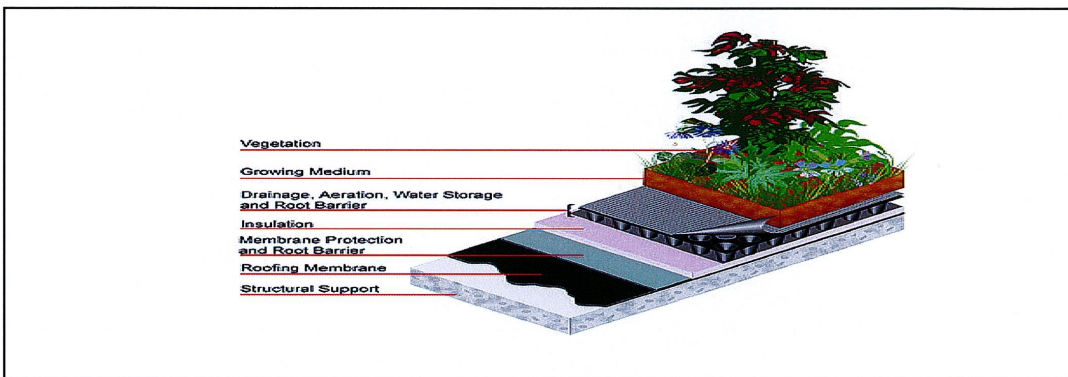 Vegetation
Growing Medium
Drainage, Aeration, Water Storage
and Root Barrier
Insulation
Membrane Protection
and Root Barrier
Roofing Membrane
Structural Support